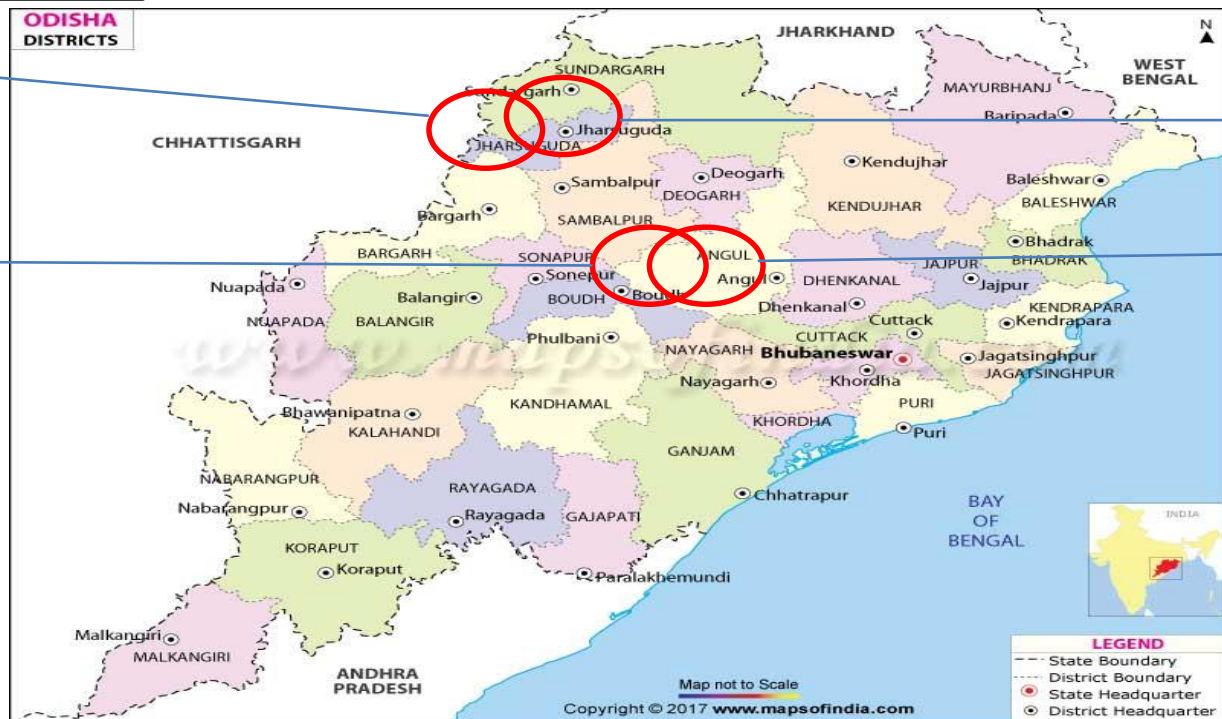 ODISHA
DISTRICTS
JHARKHAND
N
WEST
BENGAL
SUNDARGARH
Sundargarh
MAYURBHANJ
Baripada
CHHATTISGARH
Jharsuguda
JHARSUGUDA
Kendujhar
Deogarh
DEOGARH
Sambalpur
Baleshwar
BALESHWAR
KENDUJHAR
Bargarh
SAMBALPUR
BARGARH
SONAPUR
ANGUL
Bhadrak
BHADRAK
JAJPUR
Nuapada
Sonepur
Angul
DHENKANAL
Jajpur
Balangir
BOUDH
Boudh
Dhenkanal
KENDRAPARA
NUAPADA
BALANGIR
Cuttack
Kendrapara
Phulbani
CUTTACK
NAYAGARH
Bhubaneswar
Jagatsinghpur
www.mapsofindia.com
Nayagarh
Khordha
JAGATSINGHPUR
KANDHAMAL
PURI
Bhawanipatna
KHORDHA
Puri
KALAHANDI
GANJAM
NABARANGPUR
RAYAGADA
Chhatrapur
Nabarangpur
Rayagada
GAJAPATI
BAY
OF
BENGAL
INDIA
KORAPUT
Koraput
Paralakhemundi
Malkangiri
MALKANGIRI
ANDHRA
PRADESH
LEGEND
State Boundary
District Boundary
State Headquarter
District Headquarter
Map not to Scale
Copyright © 2017 www.mapsofindia.com